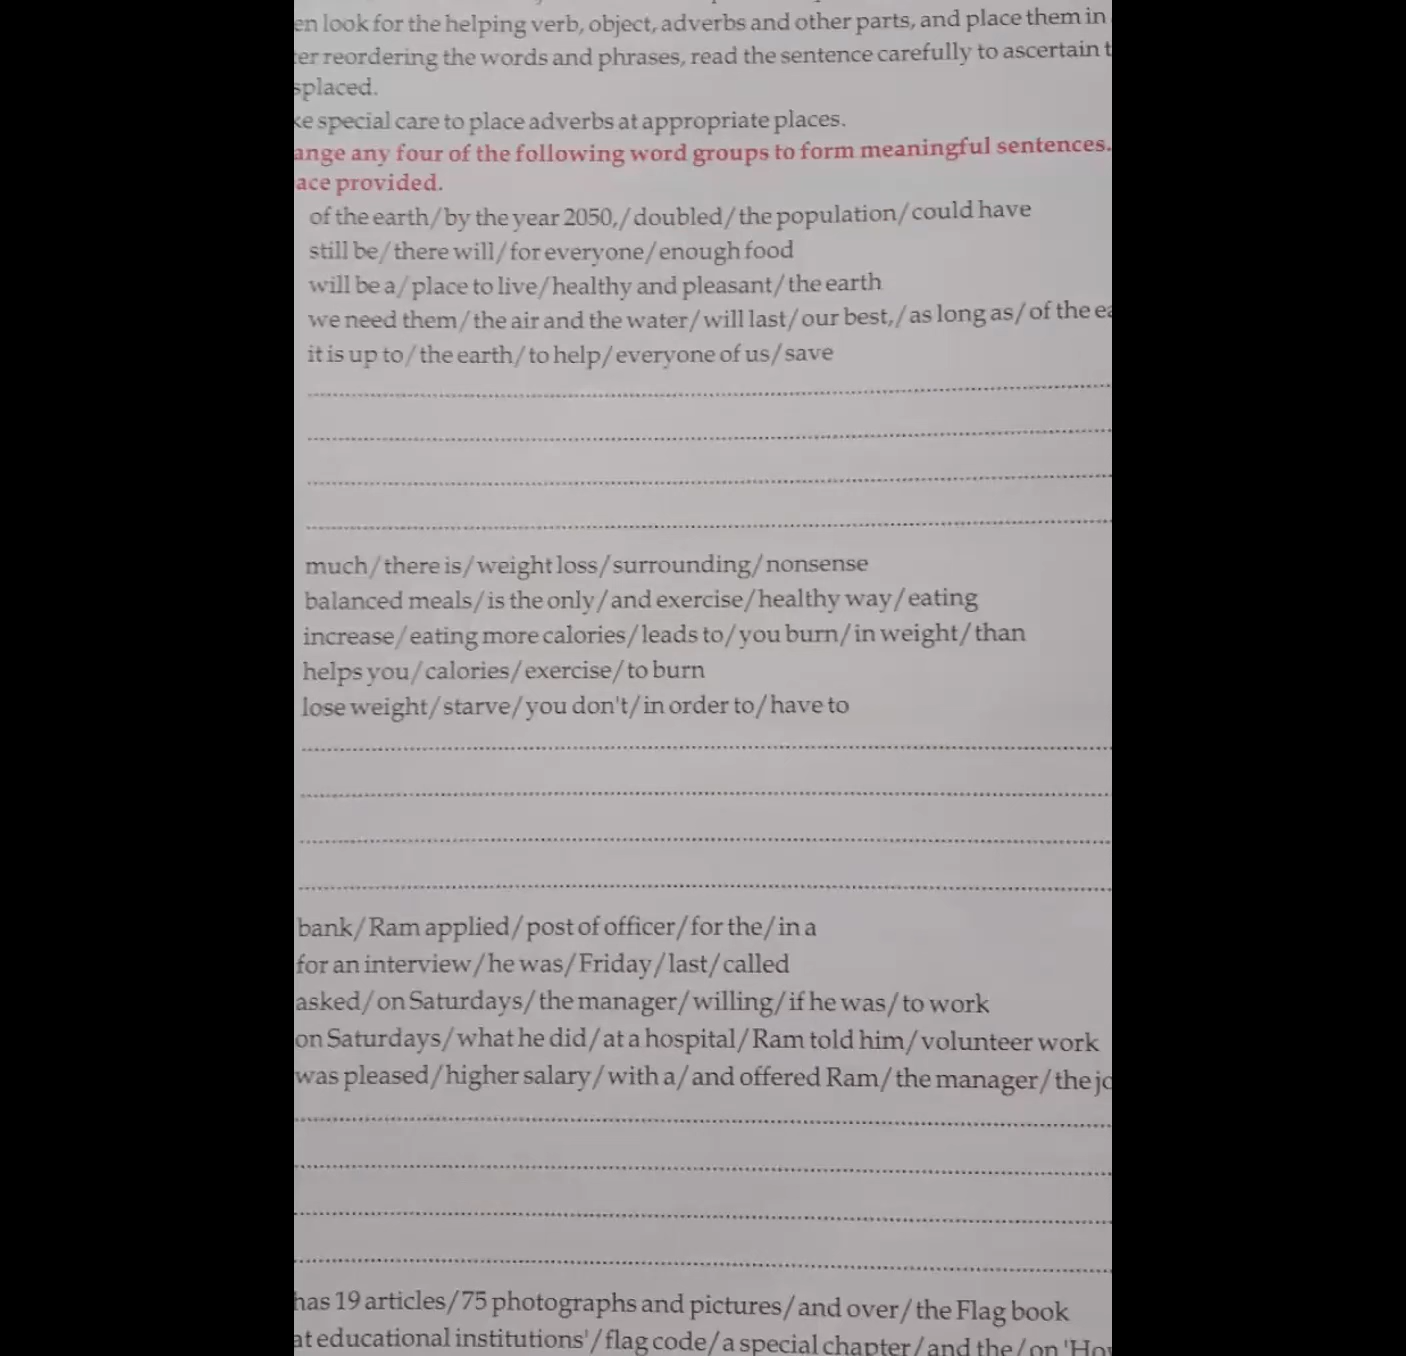 en look for the helping verb, object, adverbs and other parts, and place them in
er reordering the words and phrases, read the sentence carefully to ascertain t
splaced.
ke special care to place adverbs at appropriate places.
ange any four of the following word groups to form meaningful sentences.
ace provided.
of the earth/by the year 2050,/doubled/the population/could have
still be/there will/for everyone/enough food
will be a/place to live/healthy and pleasant/the earth
we need them/the air and the water/will last/our best,/as long as/of the ea
it is up to/the earth/to help/everyone of us/save
much/there is/weight loss/surrounding/nonsense
balanced meals/is the only/and exercise/healthy way/eating
increase/eating more calories/leads to/you burn/in weight/than
helps you/calories/exercise/to burn
lose weight/starve/you don't/in order to/have to
bank/Ram applied/post of officer/for the/in a
for an interview/he was/Friday/last/called
asked/on Saturdays/the manager/willing/if he was/to work
on Saturdays/what he did/at a hospital/Ram told him/volunteer work
was pleased/higher salary/with a/and offered Ram/the manager/the jo
has 19 articles/75 photographs and pictures/and over/the Flag book
at educational institutions'/flag code/a special chapter/and the/on 'Ho